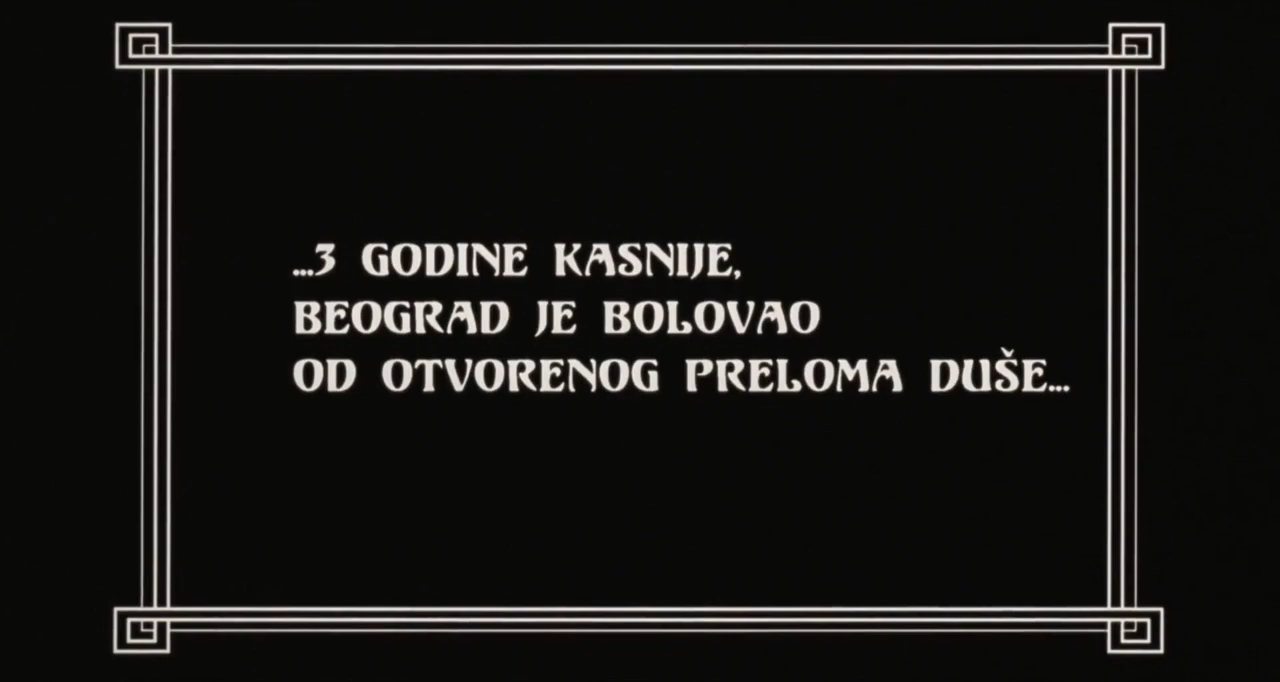 ...3 GODINE KASNIJE,
BEOGRAD JE BOLOVAO
OD OTVORENOG PRELOMA DUŠE...